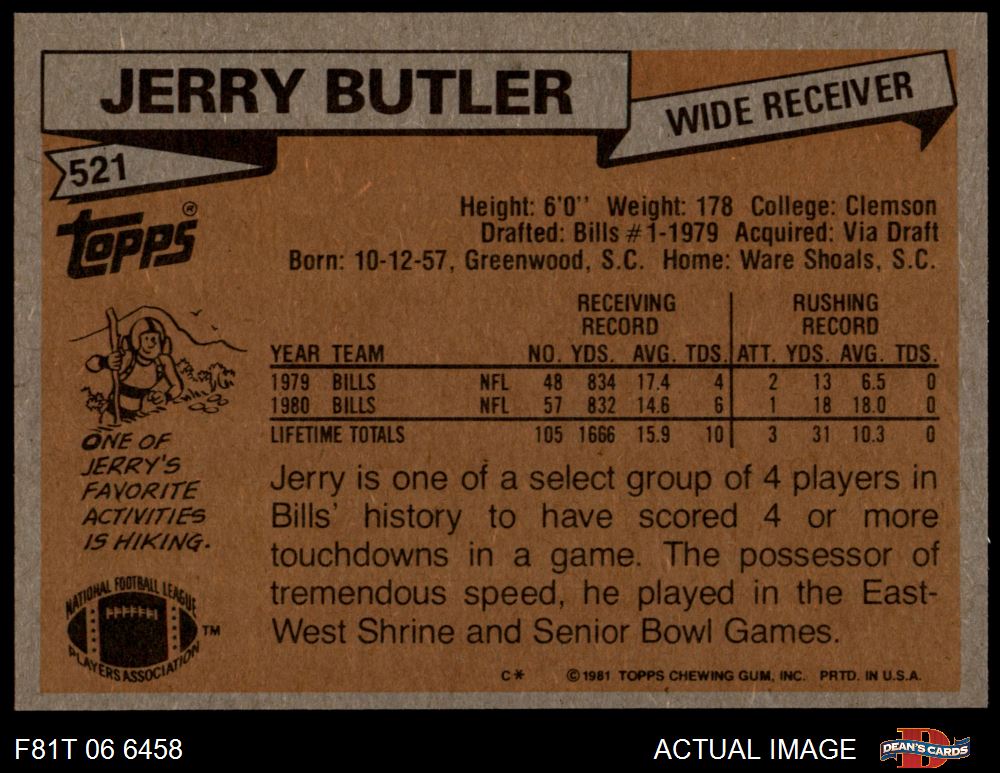 JERRY BUTLER
WIDE RECEIVER
521
Topps®
Height: 6'0'' Weight: 178 College: Clemson
Drafted: Bills #1-1979 Acquired: Via Draft
Born: 10-12-57, Greenwood, S.C. Home: Ware Shoals, S.C.
RECEIVING RUSHING
RECORD RECORD
YEAR TEAM NO. YDS. AVG. TDS. ATT. YDS. AVG. TDS.
1979 BILLS NFL 48 834 17.4 4 2 13 6.5 0
1980 BILLS NFL 57 832 14.6 6 1 18 18.0 0
LIFETIME TOTALS 105 1666 15.9 10 3 31 10.3 0
ONE OF
JERRY'S
FAVORITE
ACTIVITIES
IS HIKING.
Jerry is one of a select group of 4 players in
Bills' history to have scored 4 or more
touchdowns in a game. The possessor of
tremendous speed, he played in the East-
West Shrine and Senior Bowl Games.
NATIONAL FOOTBALL LEAGUE
PLAYERS ASSOCIATION
TM
C* ©1981 TOPPS CHEWING GUM, INC. PRTD. IN U.S.A.
F81T 06 6458
ACTUAL IMAGE
DEAN'S CARDS